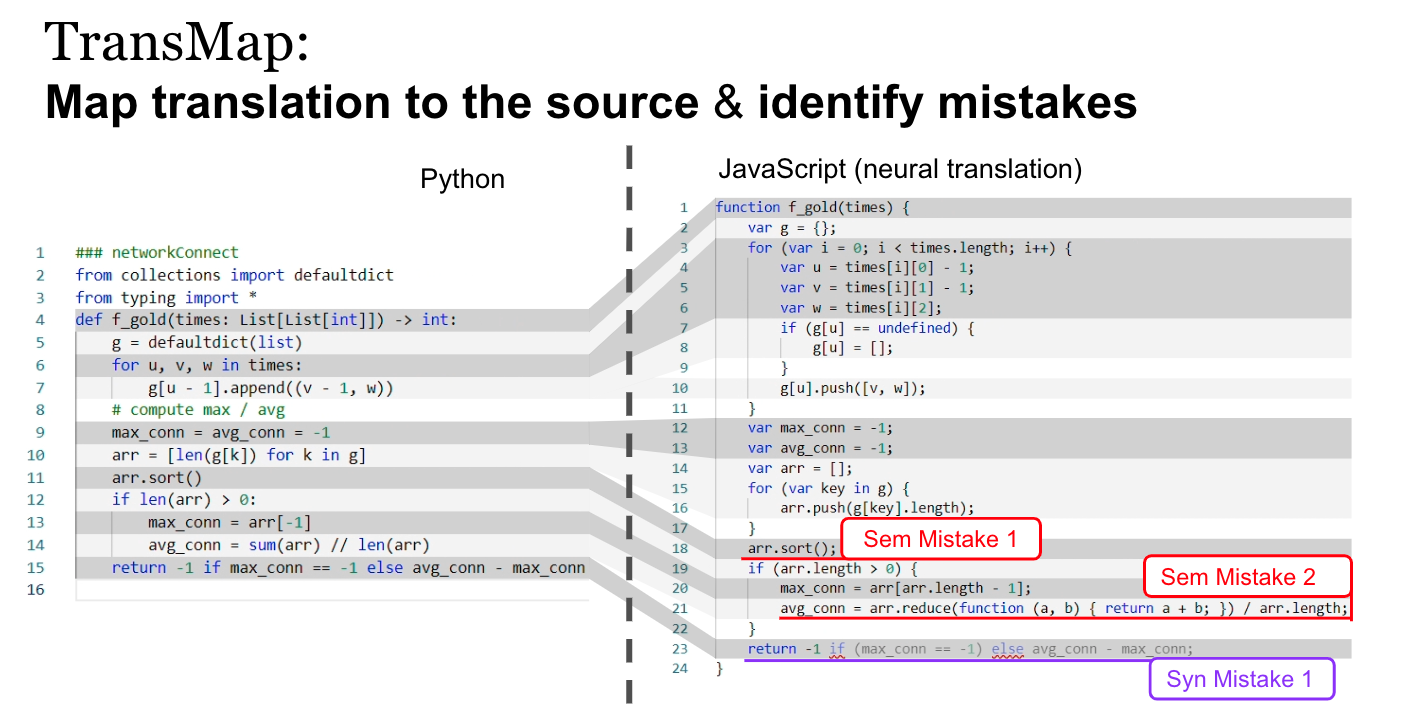 TransMap:
Map translation to the source & identify mistakes
Python
1 ### networkConnect
2 from collections import defaultdict
3 from typing import *
4 def f_gold(times: List[List[int]]) -> int:
5 g = defaultdict(list)
6 for u, v, w in times:
7 g[u - 1].append((v - 1, w))
8 # compute max / avg
9 max_conn = avg_conn = -1
10 arr = [len(g[k]) for k in g]
11 arr.sort()
12 if len(arr) > 0:
13 max_conn = arr[-1]
14 avg_conn = sum(arr) // len(arr)
15 return -1 if max_conn == -1 else avg_conn - max_conn
16
JavaScript (neural translation)
1 function f_gold(times) {
2 var g = {};
3 for (var i = 0; i < times.length; i++) {
4 var u = times[i][0] - 1;
5 var v = times[i][1] - 1;
6 var w = times[i][2];
7 if (g[u] == undefined) {
8 g[u] = [];
9 }
10 g[u].push([v, w]);
11 }
12 var max_conn = -1;
13 var avg_conn = -1;
14 var arr = [];
15 for (var key in g) {
16 arr.push(g[key].length);
17 }
18 arr.sort();
Sem Mistake 1
19 if (arr.length > 0) {
Sem Mistake 2
20 max_conn = arr[arr.length - 1];
21 avg_conn = arr.reduce(function (a, b) { return a + b; }) / arr.length;
22 }
23 return -1 if (max_conn == -1) else avg_conn - max_conn;
24 }
Syn Mistake 1